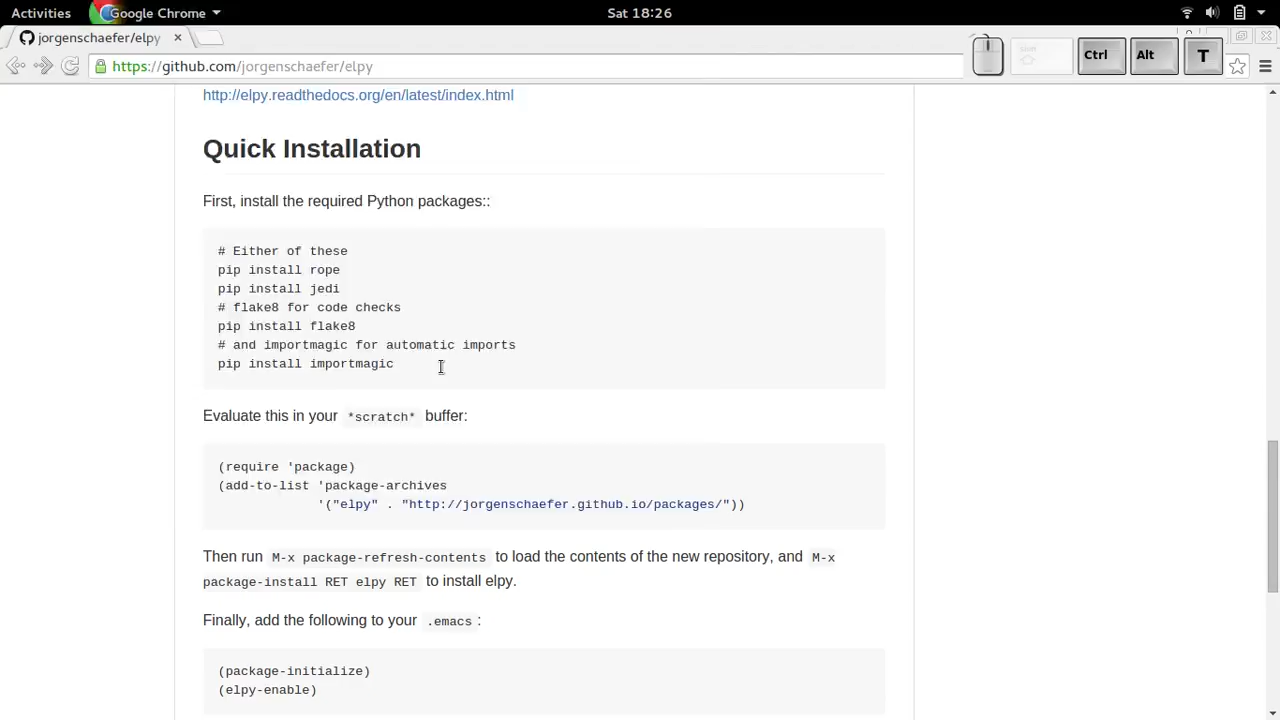 Activities Google Chrome Sat 18:26
jorgenschaefer/elpy
https://github.com/jorgenschaefer/elpy
Ctrl Alt T
http://elpy.readthedocs.org/en/latest/index.html
Quick Installation
First, install the required Python packages::
# Either of these
pip install rope
pip install jedi
# flake8 for code checks
pip install flake8
# and importmagic for automatic imports
pip install importmagic
Evaluate this in your *scratch* buffer:
(require 'package)
(add-to-list 'package-archives
'("elpy" . "http://jorgenschaefer.github.io/packages/"))
Then run M-x package-refresh-contents to load the contents of the new repository, and M-x
package-install RET elpy RET to install elpy.
Finally, add the following to your .emacs :
(package-initialize)
(elpy-enable)